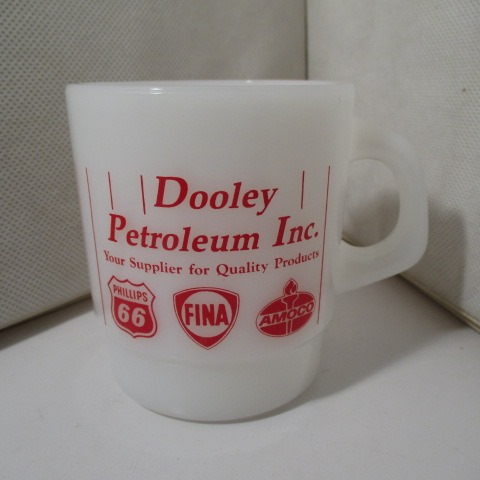 Dooley
Petroleum Inc.
Your Supplier for Quality Products
PHILLIPS
66
FINA
AMOCO